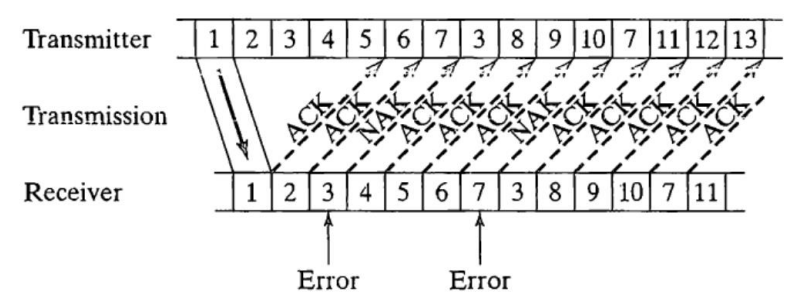 Transmitter 1 2 3 4 5 6 7 3 8 9 10 7 11 12 13
Transmission ACK ACK NAK ACK ACK ACK NAK ACK ACK ACK ACK ACK
Receiver 1 2 3 4 5 6 7 3 8 9 10 7 11
Error Error